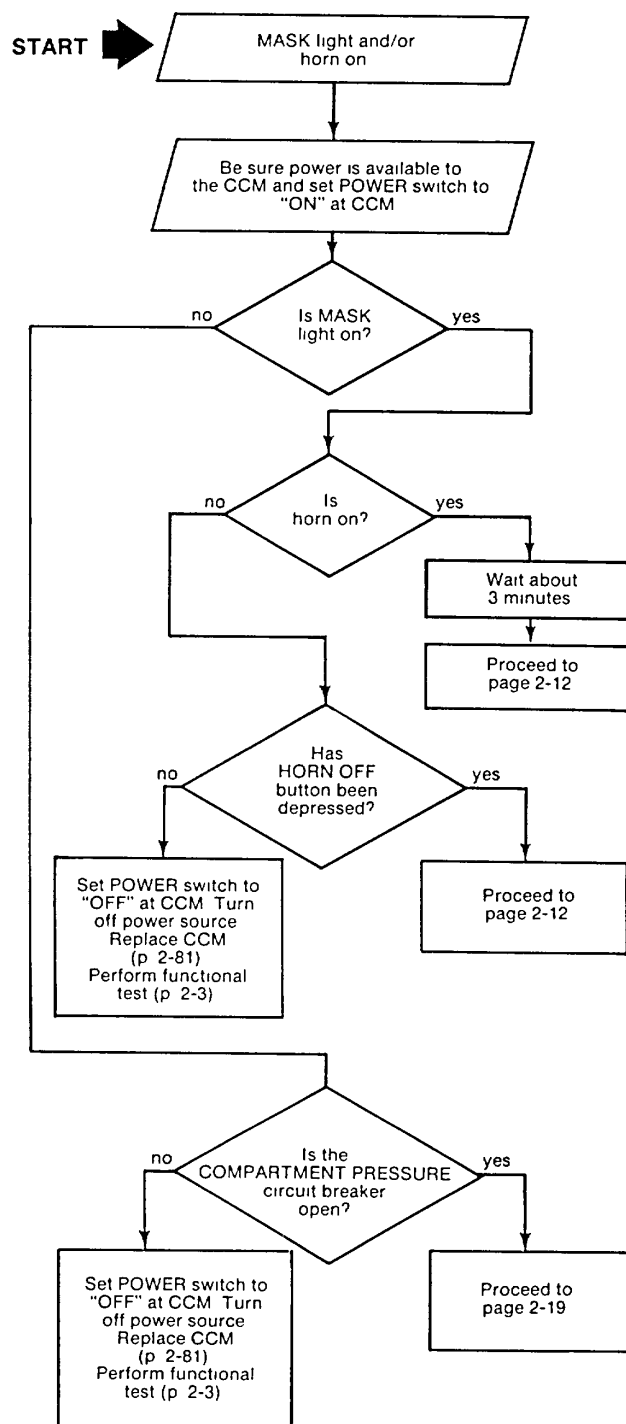 START
MASK light and/or
horn on
Be sure power is available to
the CCM and set POWER switch to
"ON" at CCM
no
Is MASK
light on?
yes
no
Is
horn on?
yes
Wait about
3 minutes
Proceed to
page 2-12
no
Has
HORN OFF
button been
depressed?
yes
Set POWER switch to
"OFF" at CCM Turn
off power source
Replace CCM
(p 2-81)
Perform functional
test (p 2-3)
Proceed to
page 2-12
no
Is the
COMPARTMENT PRESSURE
circuit breaker
open?
yes
Set POWER switch to
"OFF" at CCM Turn
off power source
Replace CCM
(p 2-81)
Perform functional
test (p 2-3)
Proceed to
page 2-19